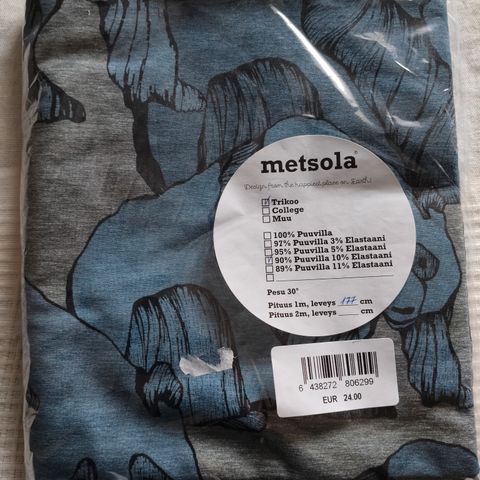 metsola®
Design from the happiest place on Earth!
Trikoo
College
Muu
100% Puuvilla
97% Puuvilla 3% Elastaani
95% Puuvilla 5% Elastaani
90% Puuvilla 10% Elastaani
89% Puuvilla 11% Elastaani
Pesu 30°
Pituus 1m, leveys 177 cm
Pituus 2m, leveys ____ cm
6 438272 806299
EUR 24.00